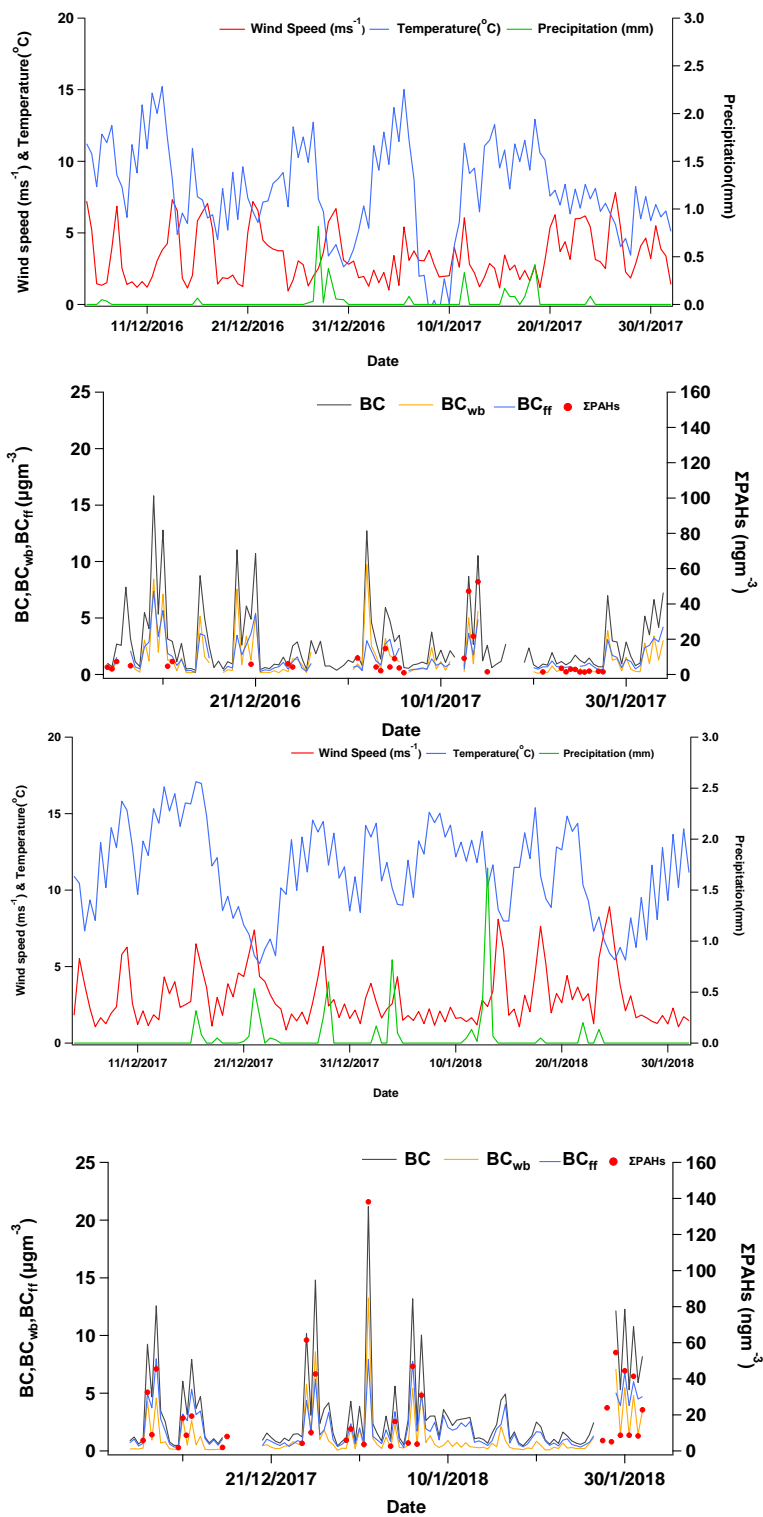 Wind Speed (ms⁻¹) Temperature(°C) Precipitation (mm)
Wind speed (ms⁻¹) & Temperature(°C)
20
15
10
5
0
3.0
2.5
2.0
1.5
1.0
0.5
0.0
Precipitation(mm)
11/12/2016 21/12/2016 31/12/2016 10/1/2017 20/1/2017 30/1/2017
Date
BC BCwb BCff ΣPAHs
BC,BCwb,BCff (μgm⁻³)
25
20
15
10
5
0
160
140
120
100
80
60
40
20
0
ΣPAHs (ngm⁻³)
21/12/2016 10/1/2017 30/1/2017
Date
Wind Speed (ms⁻¹) Temperature(°C) Precipitation (mm)
Wind speed (ms⁻¹) & Temperature(°C)
20
15
10
5
0
3.0
2.5
2.0
1.5
1.0
0.5
0.0
Precipitation(mm)
11/12/2017 21/12/2017 31/12/2017 10/1/2018 20/1/2018 30/1/2018
Date
BC BCwb BCff ΣPAHs
BC,BCwb,BCff (μgm⁻³)
25
20
15
10
5
0
160
140
120
100
80
60
40
20
0
ΣPAHs (ngm⁻³)
21/12/2017 10/1/2018 30/1/2018
Date